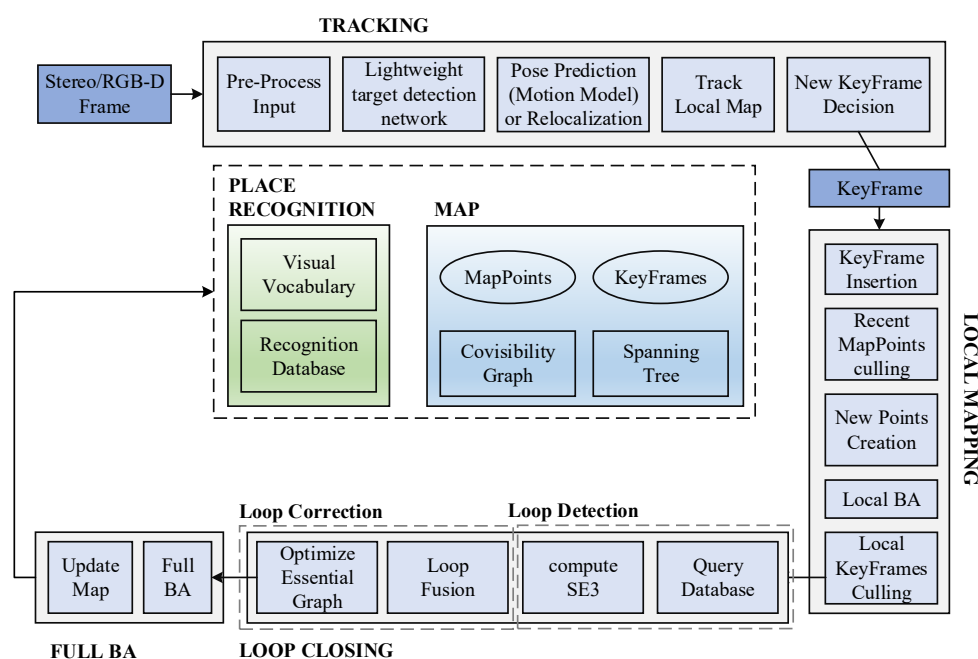 TRACKING
Stereo/RGB-D
Frame
Pre-Process
Input
Lightweight
target detection
network
Pose Prediction
(Motion Model)
or Relocalization
Track
Local Map
New KeyFrame
Decision
KeyFrame
PLACE
RECOGNITION
Visual
Vocabulary
Recognition
Database
MAP
MapPoints
KeyFrames
Covisibility
Graph
Spanning
Tree
KeyFrame
Insertion
Recent
MapPoints
culling
New Points
Creation
Local BA
Local
KeyFrames
Culling
LOCAL MAPPING
Loop Correction
Loop Detection
Update
Map
Full
BA
Optimize
Essential
Graph
Loop
Fusion
compute
SE3
Query
Database
FULL BA
LOOP CLOSING